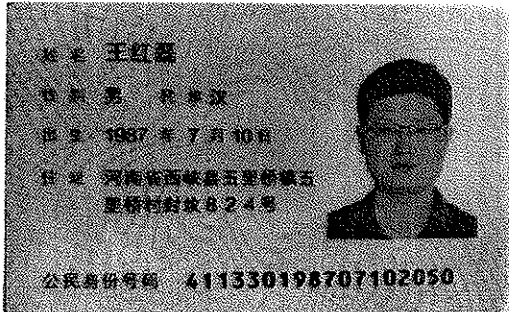 姓名 王红磊
性别 男 民族汉
出生 1987 年 7 月 10 日
住址 河南省西峡县五里桥镇五
里桥村封坟824号
公民身份号码 411330198707102050